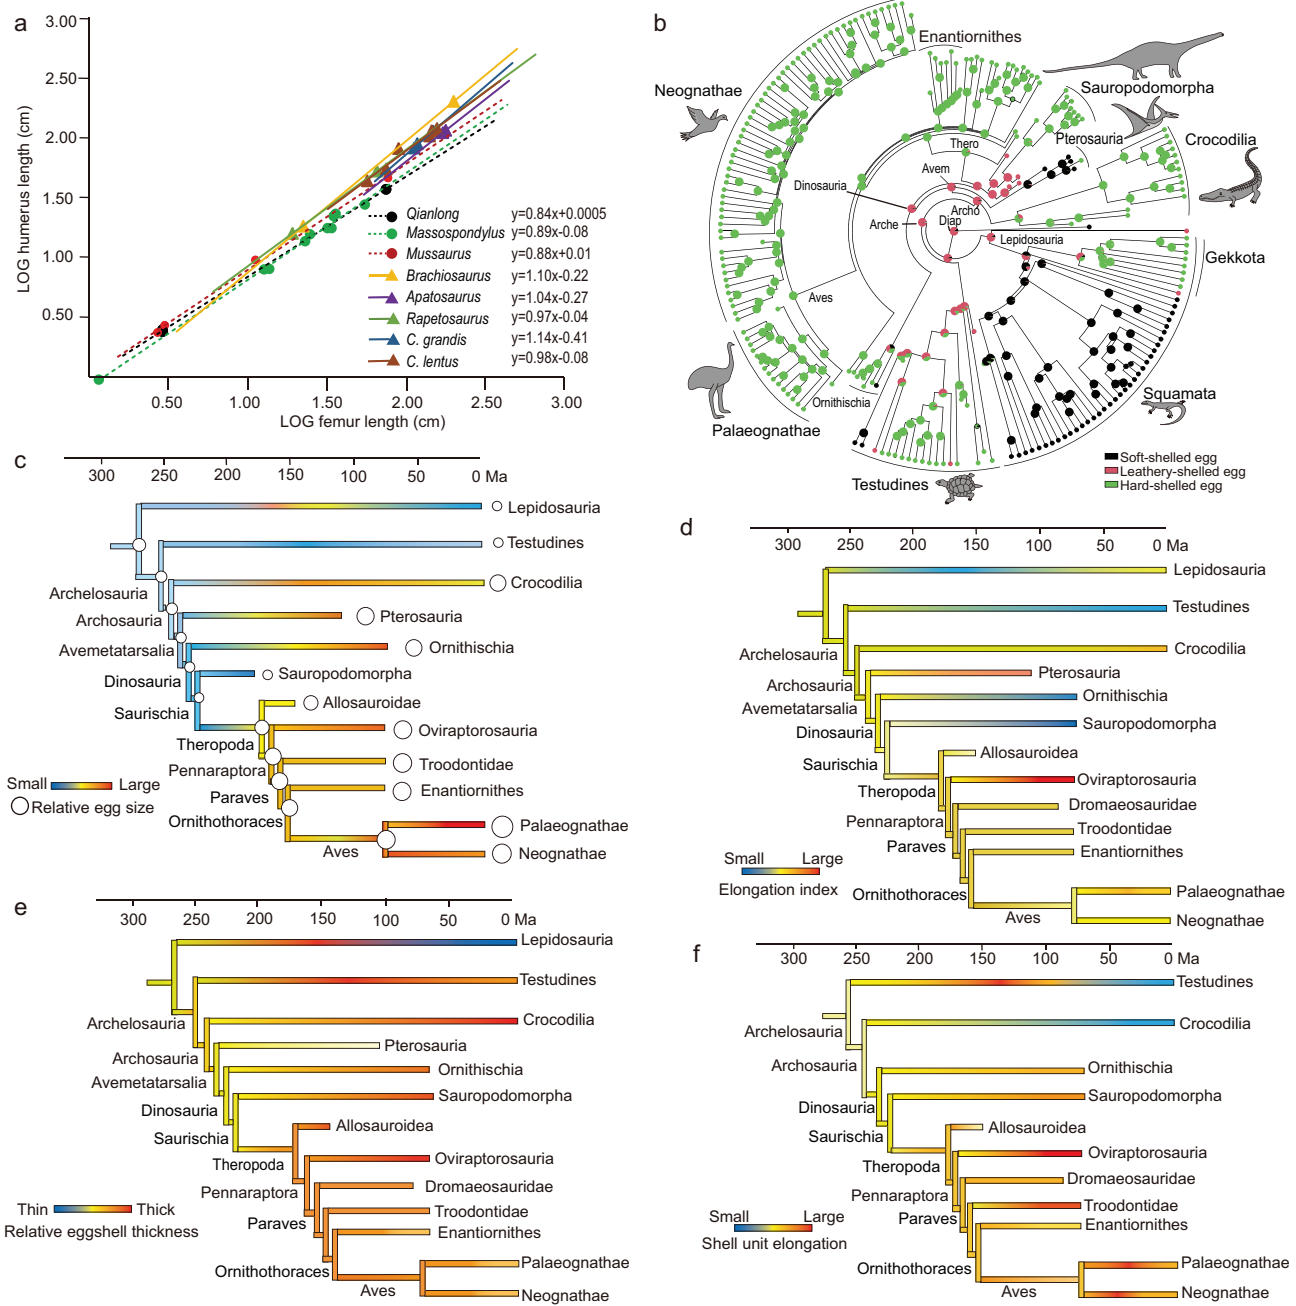 a
3.00
2.50
2.00
1.50
1.00
0.50
LOG humerus length (cm)
0.50 1.00 1.50 2.00 2.50 3.00
LOG femur length (cm)
Qianlong y=0.84x+0.0005
Massospondylus y=0.89x-0.08
Mussaurus y=0.88x+0.01
Brachiosaurus y=1.10x-0.22
Apatosaurus y=1.04x-0.27
Rapetosaurus y=0.97x-0.04
C. grandis y=1.14x-0.41
C. lentus y=0.98x-0.08
b
Enantiornithes
Neognathae
Sauropodomorpha
Pterosauria
Crocodilia
Thero
Avem
Dinosauria
Archo
Arche
Diap
Lepidosauria
Gekkota
Aves
Squamata
Ornithischia
Palaeognathae
Testudines
Soft-shelled egg
Leathery-shelled egg
Hard-shelled egg
c
300 250 200 150 100 50 0 Ma
Lepidosauria
Testudines
Crocodilia
Archelosauria
Pterosauria
Archosauria
Ornithischia
Avemetatarsalia
Sauropodomorpha
Dinosauria
Allosauroidae
Saurischia
Oviraptorosauria
Theropoda
Troodontidae
Pennaraptora
Enantiornithes
Paraves
Ornithothoraces
Palaeognathae
Aves
Neognathae
Small Large
Relative egg size
d
300 250 200 150 100 50 0 Ma
Lepidosauria
Testudines
Crocodilia
Archelosauria
Pterosauria
Archosauria
Ornithischia
Avemetatarsalia
Sauropodomorpha
Dinosauria
Allosauroidea
Saurischia
Oviraptorosauria
Theropoda
Dromaeosauridae
Pennaraptora
Troodontidae
Paraves
Enantiornithes
Ornithothoraces
Palaeognathae
Aves
Neognathae
Small Large
Elongation index
e
300 250 200 150 100 50 0 Ma
Lepidosauria
Testudines
Crocodilia
Archelosauria
Pterosauria
Archosauria
Ornithischia
Avemetatarsalia
Sauropodomorpha
Dinosauria
Allosauroidea
Saurischia
Oviraptorosauria
Theropoda
Dromaeosauridae
Pennaraptora
Troodontidae
Paraves
Enantiornithes
Ornithothoraces
Palaeognathae
Aves
Neognathae
Thin Thick
Relative eggshell thickness
f
300 250 200 150 100 50 0 Ma
Testudines
Crocodilia
Archelosauria
Archosauria
Ornithischia
Sauropodomorpha
Dinosauria
Allosauroidea
Saurischia
Oviraptorosauria
Theropoda
Dromaeosauridae
Pennaraptora
Troodontidae
Paraves
Enantiornithes
Ornithothoraces
Palaeognathae
Aves
Neognathae
Small Large
Shell unit elongation